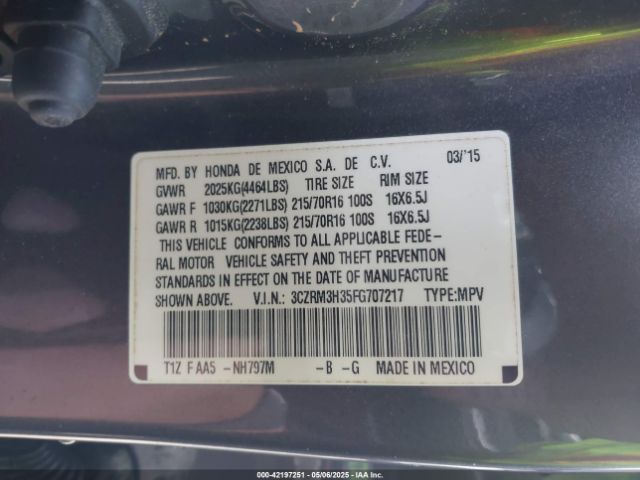 MFD. BY HONDA DE MEXICO S.A. DE C.V. 03/'15
GVWR 2025KG(4464LBS) TIRE SIZE RIM SIZE
GAWR F 1030KG(2271LBS) 215/70R16 100S 16X6.5J
GAWR R 1015KG(2238LBS) 215/70R16 100S 16X6.5J
THIS VEHICLE CONFORMS TO ALL APPLICABLE FEDE–
RAL MOTOR VEHICLE SAFETY AND THEFT PREVENTION
STANDARDS IN EFFECT ON THE DATE OF MANUFACTURE
SHOWN ABOVE. V.I.N.: 3CZRM3H35FG707217 TYPE:MPV
T1Z F AA5 –NH797M –B –G MADE IN MEXICO
000-42197251 - 05/06/2025 - IAAI.com